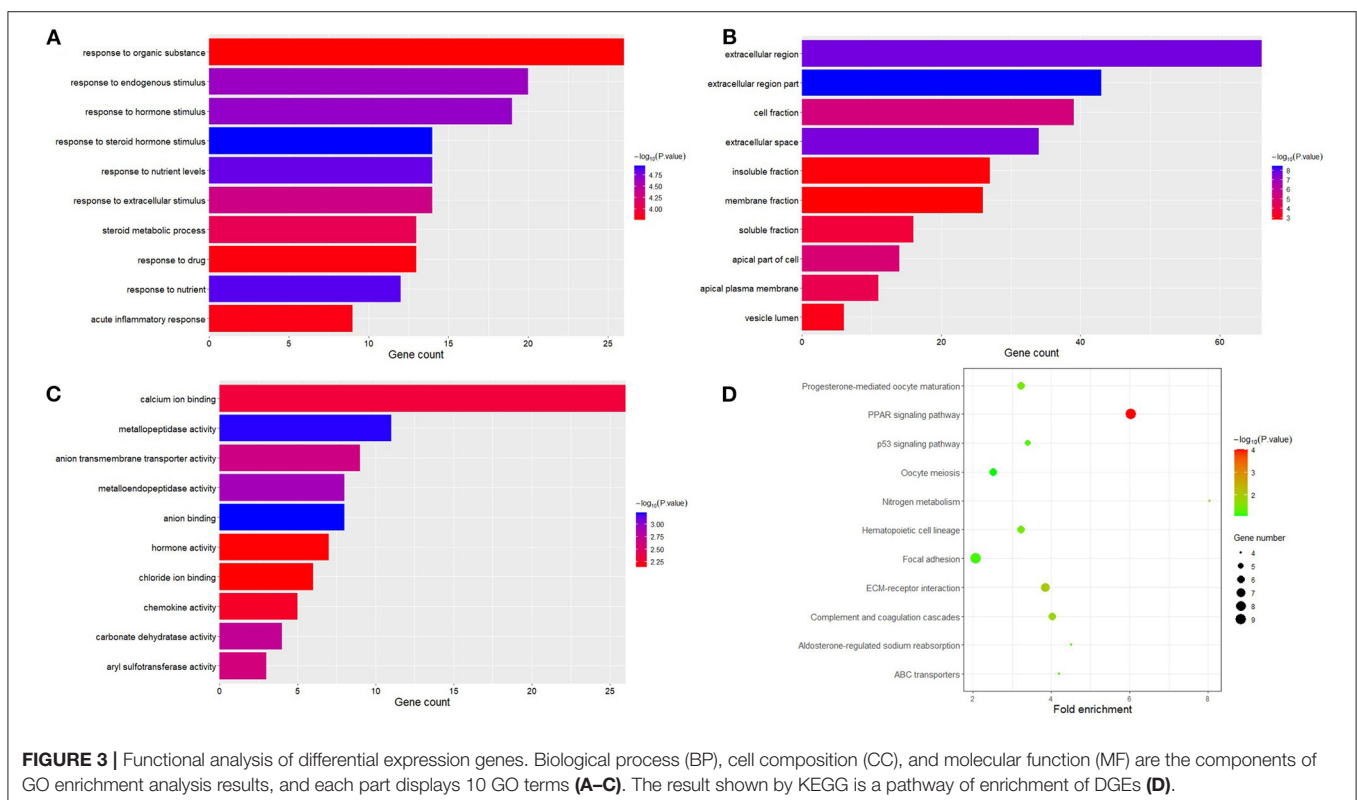 A
response to organic substance
response to endogenous stimulus
response to hormone stimulus
response to steroid hormone stimulus
response to nutrient levels
response to extracellular stimulus
steroid metabolic process
response to drug
response to nutrient
acute inflammatory response
0 5 10 15 20 25
Gene count
−log10(P.value)
4.75
4.50
4.25
4.00
B
extracellular region
extracellular region part
cell fraction
extracellular space
insoluble fraction
membrane fraction
soluble fraction
apical part of cell
apical plasma membrane
vesicle lumen
0 20 40 60
Gene count
−log10(P.value)
8
7
6
5
4
3
C
calcium ion binding
metallopeptidase activity
anion transmembrane transporter activity
metalloendopeptidase activity
anion binding
hormone activity
chloride ion binding
chemokine activity
carbonate dehydratase activity
aryl sulfotransferase activity
0 5 10 15 20 25
Gene count
−log10(P.value)
3.00
2.75
2.50
2.25
D
Progesterone-mediated oocyte maturation
PPAR signaling pathway
p53 signaling pathway
Oocyte meiosis
Nitrogen metabolism
Hematopoietic cell lineage
Focal adhesion
ECM-receptor interaction
Complement and coagulation cascades
Aldosterone-regulated sodium reabsorption
ABC transporters
2 4 6 8
Fold enrichment
−log10(P.value)
4
3
2
Gene number
4
5
6
7
8
9
FIGURE 3 | Functional analysis of differential expression genes. Biological process (BP), cell composition (CC), and molecular function (MF) are the components of
GO enrichment analysis results, and each part displays 10 GO terms (A–C). The result shown by KEGG is a pathway of enrichment of DGEs (D).